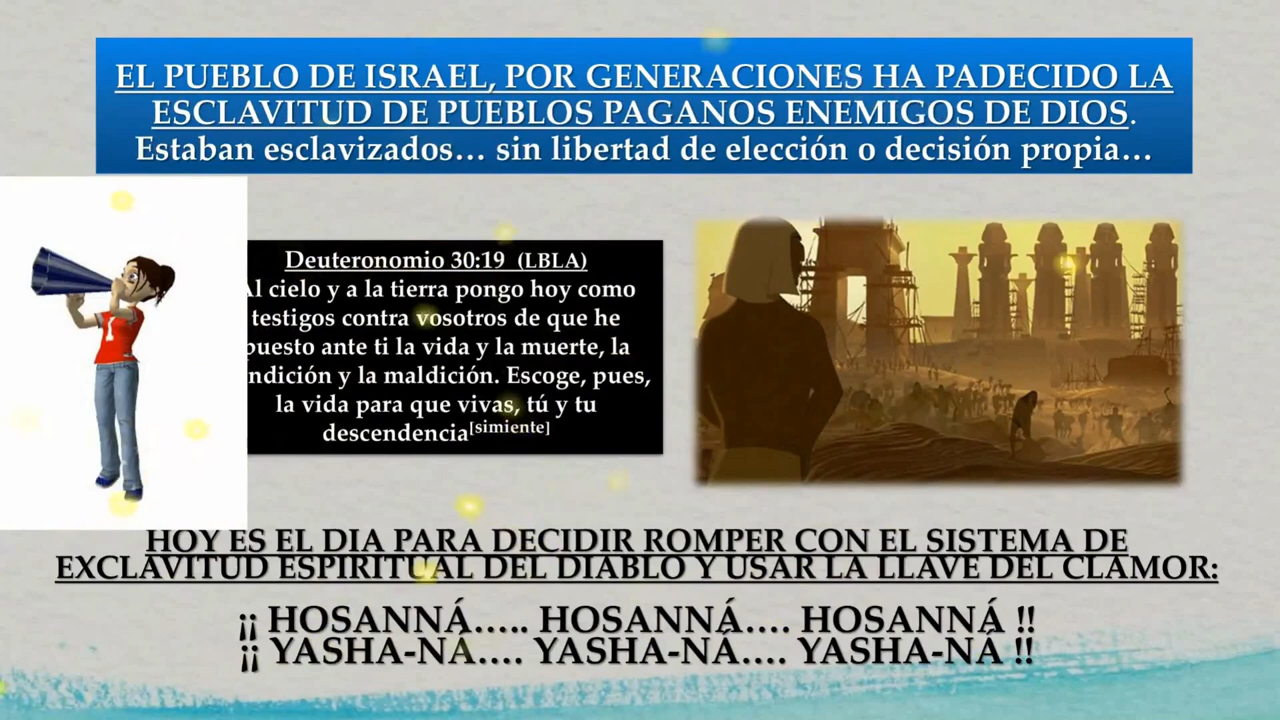 EL PUEBLO DE ISRAEL, POR GENERACIONES HA PADECIDO LA
ESCLAVITUD DE PUEBLOS PAGANOS ENEMIGOS DE DIOS.
Estaban esclavizados… sin libertad de elección o decisión propia…
Deuteronomio 30:19 (LBLA)
Al cielo y a la tierra pongo hoy como
testigos contra vosotros de que he
puesto ante ti la vida y la muerte, la
y la maldición. Escoge, pues,
la vida para que vivas, tú y tu
descendencia[simiente]
HOY ES EL DIA PARA DECIDIR ROMPER CON EL SISTEMA DE
EXCLAVITUD ESPIRITUAL DEL DIABLO Y USAR LA LLAVE DEL CLAMOR:
¡¡ HOSANNÁ….. HOSANNÁ…. HOSANNÁ !!
¡¡ YASHA-NÁ…. YASHA-NÁ…. YASHA-NÁ !!